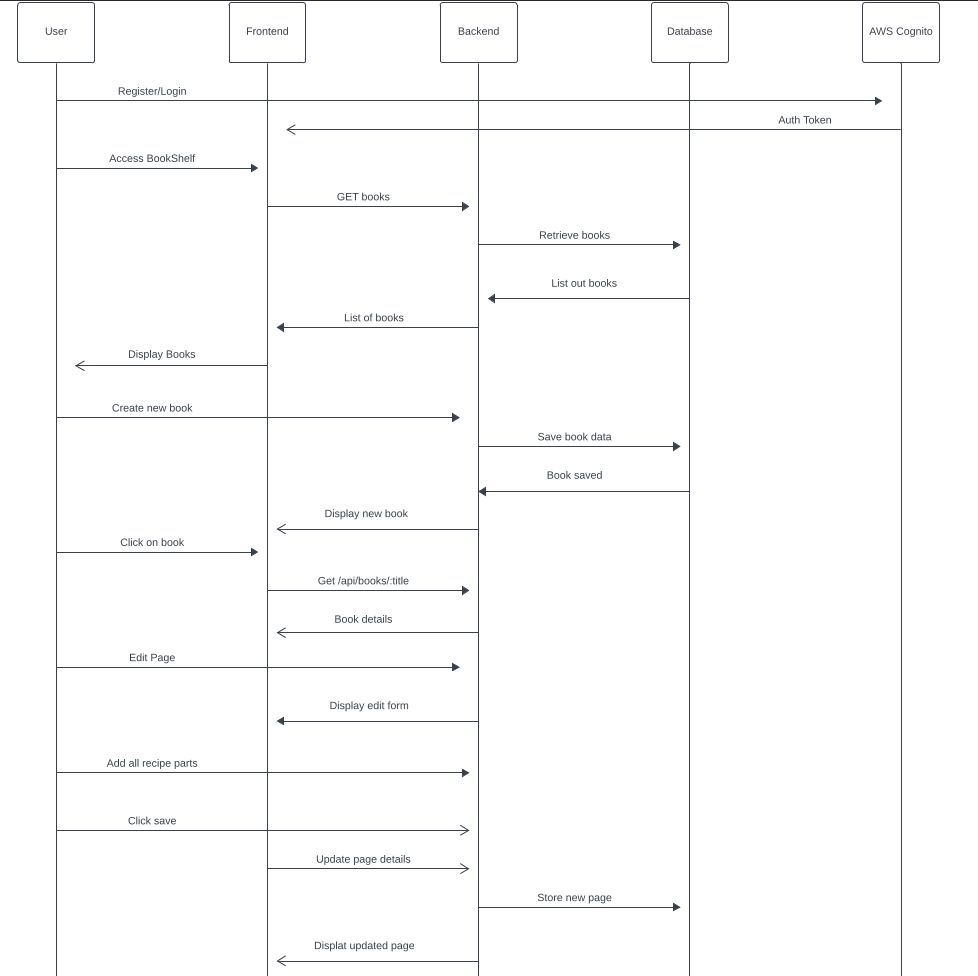 User
Frontend
Backend
Database
AWS Cognito
Register/Login
Auth Token
Access BookShelf
GET books
Retrieve books
List out books
List of books
Display Books
Create new book
Save book data
Book saved
Display new book
Click on book
Get /api/books/:title
Book details
Edit Page
Display edit form
Add all recipe parts
Click save
Update page details
Store new page
Displat updated page